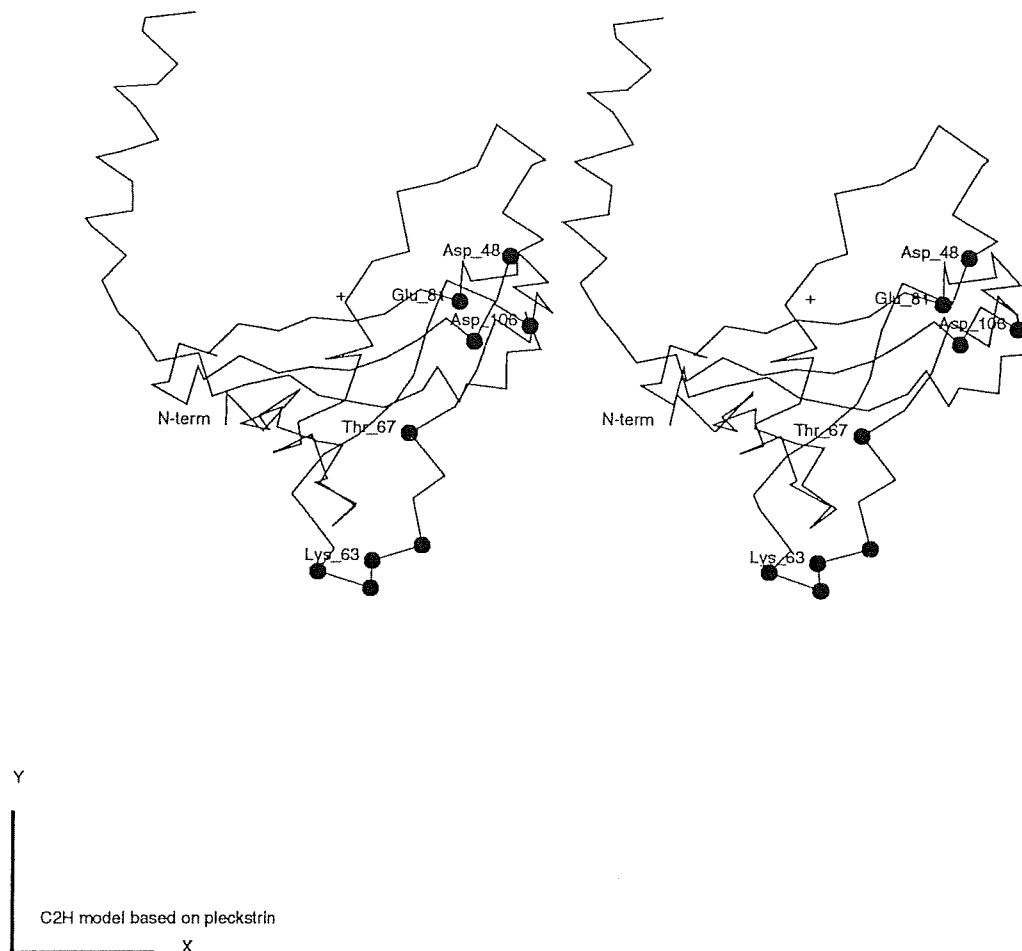 Asp_48
Asp_48
Glu_81
Glu_81
Asp_106
Asp_106
N-term
N-term
Thr_67
Thr_67
Lys_63
Lys_63
Y
C2H model based on pleckstrin
X